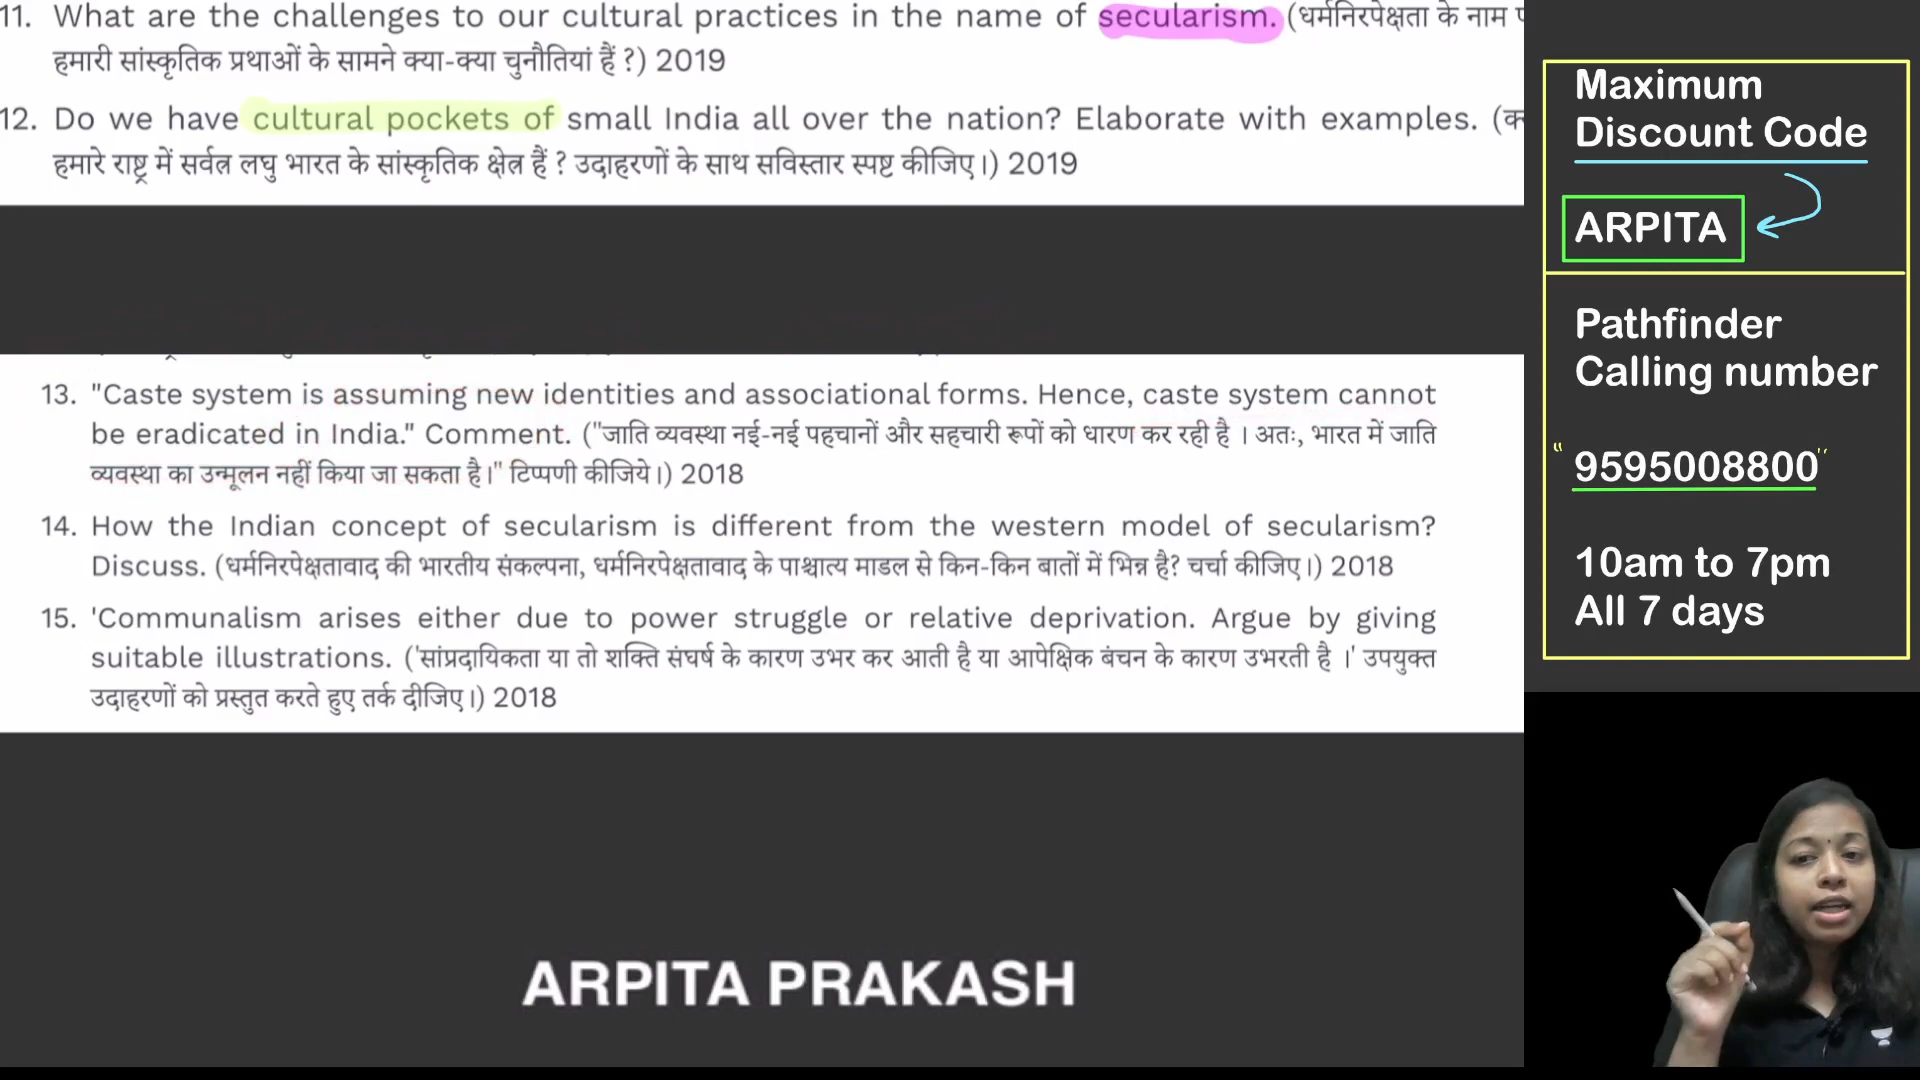 11. What are the challenges to our cultural practices in the name of secularism. (धर्मनिरपेक्षता के नाम
हमारी सांस्कृतिक प्रथाओं के सामने क्या-क्या चुनौतियां हैं ?) 2019
12. Do we have cultural pockets of small India all over the nation? Elaborate with examples. (
हमारे राष्ट्र में सर्वत्र लघु भारत के सांस्कृतिक क्षेत्र हैं ? उदाहरणों के साथ सविस्तार स्पष्ट कीजिए।) 2019
13. "Caste system is assuming new identities and associational forms. Hence, caste system cannot
be eradicated in India." Comment. ("जाति व्यवस्था नई-नई पहचानों और सहचारी रूपों को धारण कर रही है । अतः, भारत में जाति
व्यवस्था का उन्मूलन नहीं किया जा सकता है।" टिप्पणी कीजिये।) 2018
14. How the Indian concept of secularism is different from the western model of secularism?
Discuss. (धर्मनिरपेक्षतावाद की भारतीय संकल्पना, धर्मनिरपेक्षतावाद के पाश्चात्य माडल से किन-किन बातों में भिन्न है? चर्चा कीजिए।) 2018
15. 'Communalism arises either due to power struggle or relative deprivation. Argue by giving
suitable illustrations. ('सांप्रदायिकता या तो शक्ति संघर्ष के कारण उभर कर आती है या आपेक्षिक बंचन के कारण उभरती है ।' उपयुक्त
उदाहरणों को प्रस्तुत करते हुए तर्क दीजिए।) 2018
ARPITA PRAKASH
Maximum
Discount Code
ARPITA
Pathfinder
Calling number
"9595008800"
10am to 7pm
All 7 days